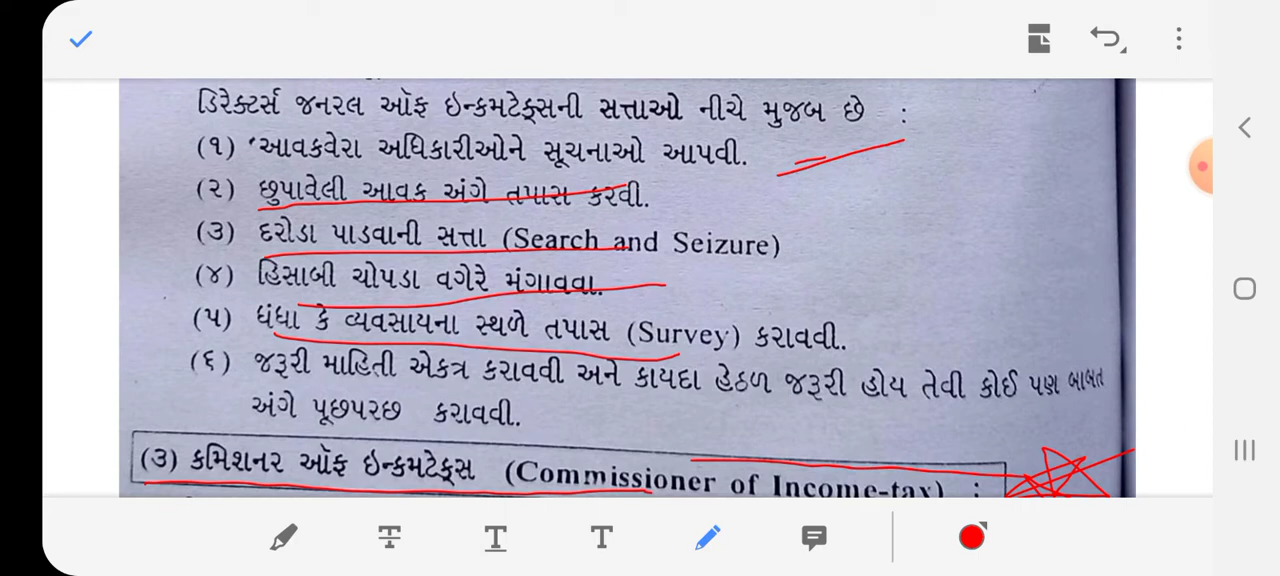 ડિરેક્ટર્સ જનરલ ઑફ ઇન્કમટેક્સની સત્તાઓ નીચે મુજબ છે :
(૧) આવકવેરા અધિકારીઓને સૂચનાઓ આપવી.
(૨) છુપાવેલી આવક અંગે તપાસ કરવી.
(૩) દરોડા પાડવાની સત્તા (Search and Seizure)
(૪) હિસાબી ચોપડા વગેરે મંગાવવા.
(૫) ધંધા કે વ્યવસાયના સ્થળે તપાસ (Survey) કરાવવી.
(૬) જરૂરી માહિતી એકત્ર કરાવવી અને કાયદા હેઠળ જરૂરી હોય તેવી કોઈ પણ બાબત
અંગે પૂછપરછ કરાવવી.
(૩) કમિશનર ઑફ ઇન્કમટેક્સ (Commissioner of Income-tax) :